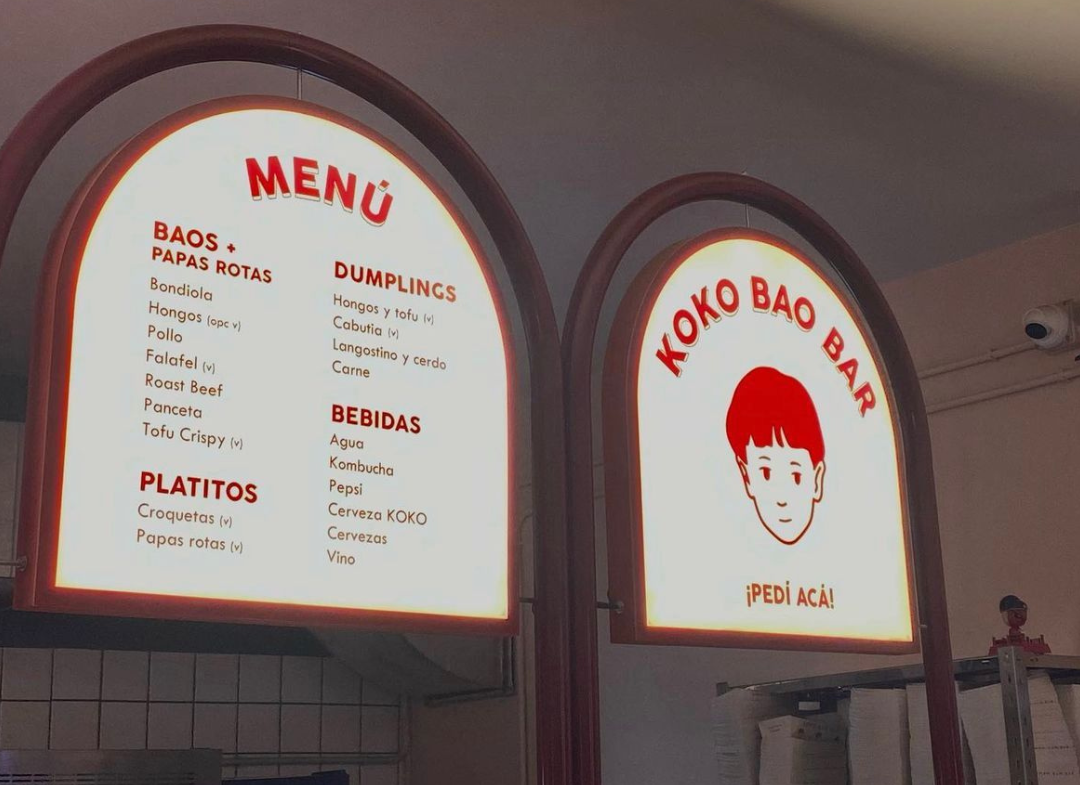 MENÚ
BAOS +
PAPAS ROTAS
Bondiola
Hongos (opc v)
Pollo
Falafel (v)
Roast Beef
Panceta
Tofu Crispy (v)
PLATITOS
Croquetas (v)
Papas rotas (v)
DUMPLINGS
Hongos y tofu (v)
Cabutia (v)
Langostino y cerdo
Carne
BEBIDAS
Agua
Kombucha
Pepsi
Cerveza KOKO
Cervezas
Vino
KOKO BAO BAR
¡PEDÍ ACÁ!